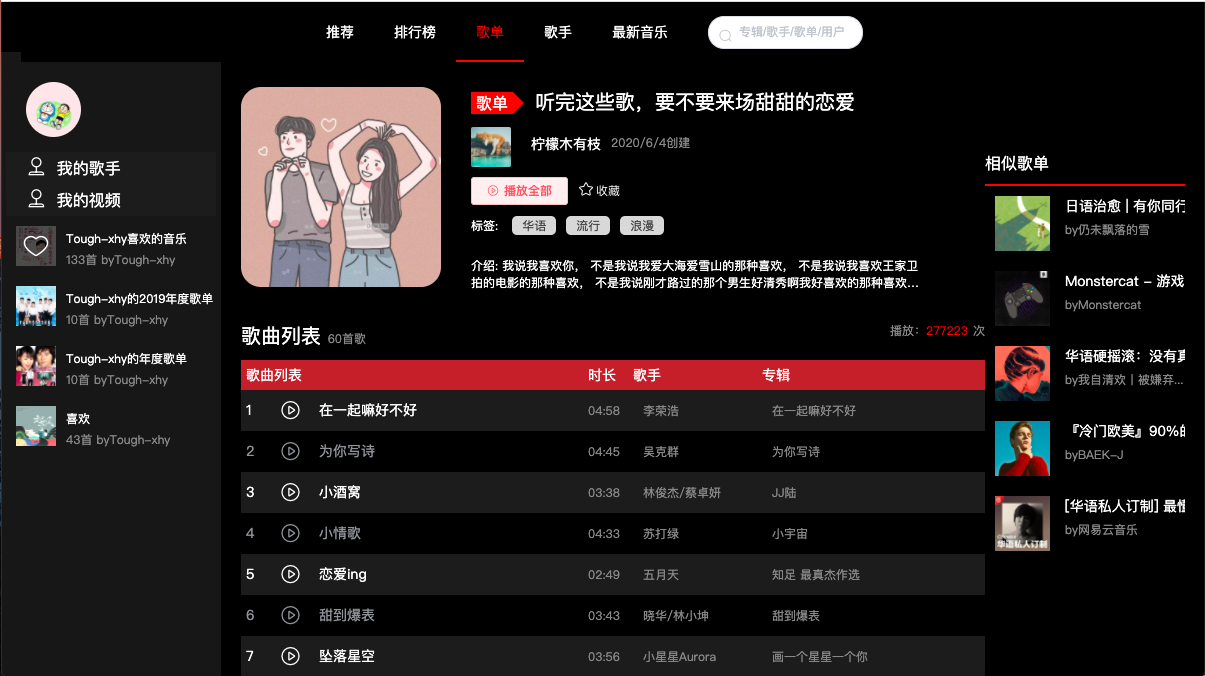 推荐 排行榜 歌单 歌手 最新音乐 专辑/歌手/歌单/用户
我的歌手
我的视频
Tough-xhy喜欢的音乐
133首 byTough-xhy
Tough-xhy的2019年度歌单
10首 byTough-xhy
Tough-xhy的年度歌单
10首 byTough-xhy
喜欢
43首 byTough-xhy
歌单 听完这些歌，要不要来场甜甜的恋爱
柠檬木有枝 2020/6/4创建
播放全部 收藏
标签: 华语 流行 浪漫
介绍: 我说我喜欢你， 不是我说我爱大海爱雪山的那种喜欢， 不是我说我喜欢王家卫
拍的电影的那种喜欢， 不是我说刚才路过的那个男生好清秀啊我好喜欢的那种喜欢...
歌曲列表 60首歌 播放: 277223 次
歌曲列表 时长 歌手 专辑
1 在一起嘛好不好 04:58 李荣浩 在一起嘛好不好
2 为你写诗 04:45 吴克群 为你写诗
3 小酒窝 03:38 林俊杰/蔡卓妍 JJ陆
4 小情歌 04:33 苏打绿 小宇宙
5 恋爱ing 02:49 五月天 知足 最真杰作选
6 甜到爆表 03:43 晓华/林小坤 甜到爆表
7 坠落星空 03:56 小星星Aurora 画一个星星一个你
相似歌单
日语治愈 | 有你同行
by仍未飘落的雪
Monstercat - 游戏
byMonstercat
华语硬摇滚：没有真
by我自清欢丨被嫌弃...
『冷门欧美』90%的
byBAEK-J
[华语私人订制] 最懂
by网易云音乐
华语私人订制